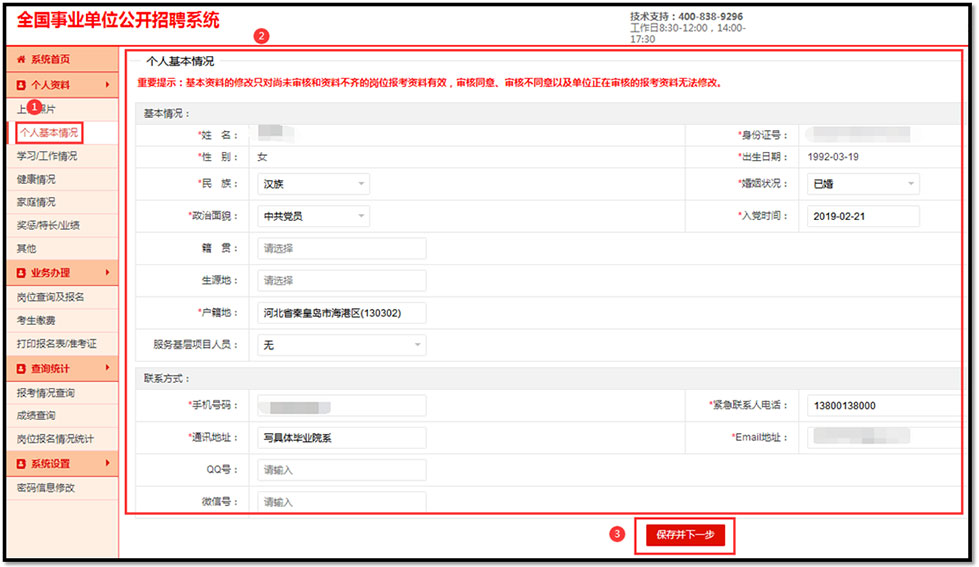 全国事业单位公开招聘系统
技术支持：400-838-9296
工作日8:30-12:00，14:00-
17:30
2
系统首页
个人资料
上 照片
1
个人基本情况
学习/工作情况
健康情况
家庭情况
奖惩/特长/业绩
其他
业务办理
岗位查询及报名
考生缴费
打印报名表/准考证
查询统计
报考情况查询
成绩查询
岗位报名情况统计
系统设置
密码信息修改
个人基本情况
重要提示：基本资料的修改只对尚未审核和资料不齐的岗位报考资料有效，审核同意、审核不同意以及单位正在审核的报考资料无法修改。
基本情况：
*姓 名：
*身份证号：
*性 别： 女
*出生日期： 1992-03-19
*民 族： 汉族
*婚姻状况： 已婚
*政治面貌： 中共党员
*入党时间： 2019-02-21
籍 贯： 请选择
生源地： 请选择
*户籍地： 河北省秦皇岛市海港区(130302)
服务基层项目人员： 无
联系方式：
*手机号码：
*紧急联系人电话： 13800138000
*通讯地址： 写具体毕业院系
*Email地址：
QQ号： 请输入
微信号： 请输入
3
保存并下一步